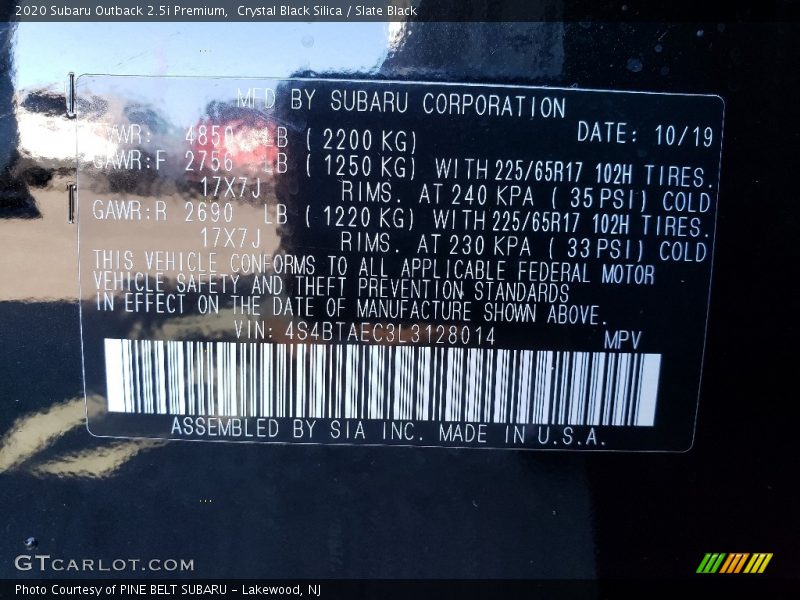 2020 Subaru Outback 2.5i Premium, Crystal Black Silica / Slate Black
MFD BY SUBARU CORPORATION
GVWR: 4850 LB ( 2200 KG) DATE: 10/19
GAWR:F 2756 LB ( 1250 KG) WITH 225/65R17 102H TIRES.
17X7J RIMS. AT 240 KPA ( 35 PSI) COLD
GAWR:R 2690 LB ( 1220 KG) WITH 225/65R17 102H TIRES.
17X7J RIMS. AT 230 KPA ( 33 PSI) COLD
THIS VEHICLE CONFORMS TO ALL APPLICABLE FEDERAL MOTOR
VEHICLE SAFETY AND THEFT PREVENTION STANDARDS
IN EFFECT ON THE DATE OF MANUFACTURE SHOWN ABOVE.
VIN: 4S4BTAEC3L3128014 MPV
ASSEMBLED BY SIA INC. MADE IN U.S.A.
GTCARLOT.COM
Photo Courtesy of PINE BELT SUBARU - Lakewood, NJ